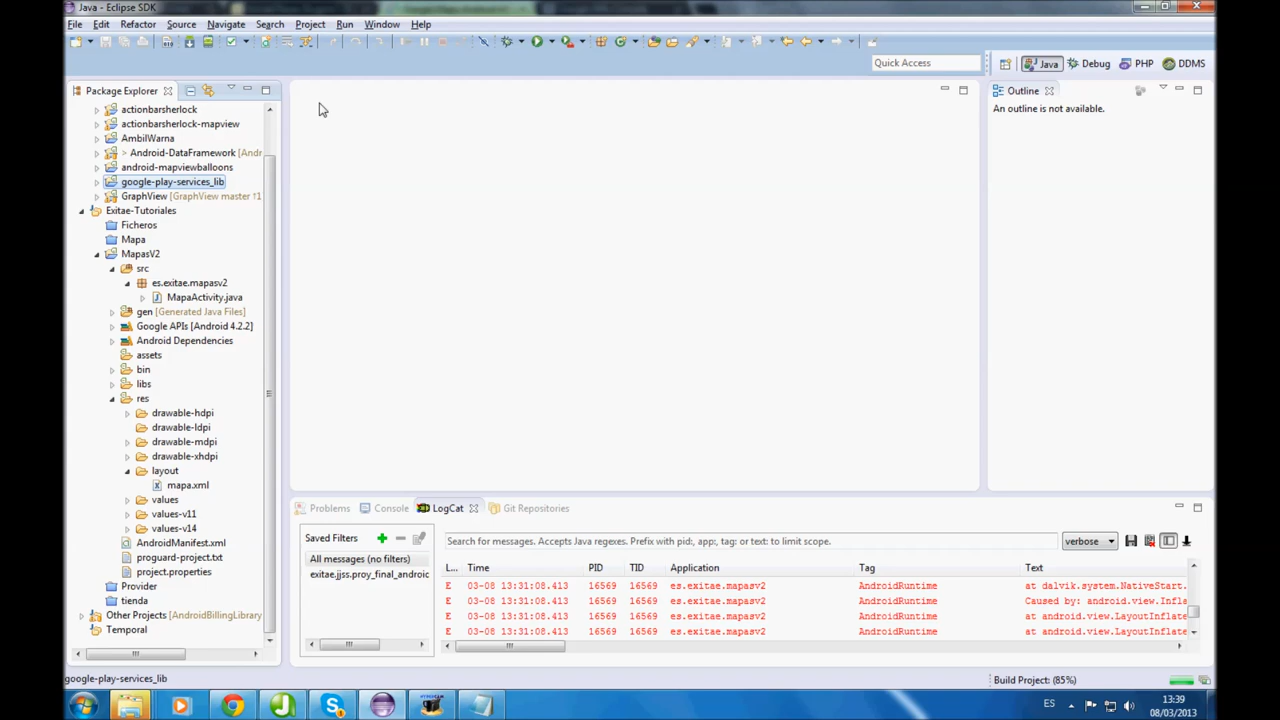 Java - Eclipse SDK
File Edit Refactor Source Navigate Search Project Run Window Help
Quick Access
Java Debug PHP DDMS
Package Explorer
actionbarsherlock
actionbarsherlock-mapview
AmbilWarna
> Android-DataFramework [Andr
android-mapviewballoons
google-play-services_lib
GraphView [GraphView master ↑1
Exitae-Tutoriales
Ficheros
Mapa
MapasV2
src
es.exitae.mapasv2
MapaActivity.java
gen [Generated Java Files]
Google APIs [Android 4.2.2]
Android Dependencies
assets
bin
libs
res
drawable-hdpi
drawable-ldpi
drawable-mdpi
drawable-xhdpi
layout
mapa.xml
values
values-v11
values-v14
AndroidManifest.xml
proguard-project.txt
project.properties
Provider
tienda
Other Projects [AndroidBillingLibrary
Temporal
Outline
An outline is not available.
Problems Console LogCat Git Repositories
Saved Filters
All messages (no filters)
exitae.jjss.proy_final_androic
Search for messages. Accepts Java regexes. Prefix with pid:, app:, tag: or text: to limit scope.
verbose
L... Time PID TID Application Tag Text
E 03-08 13:31:08.413 16569 16569 es.exitae.mapasv2 AndroidRuntime at dalvik.system.NativeStart.
E 03-08 13:31:08.413 16569 16569 es.exitae.mapasv2 AndroidRuntime Caused by: android.view.Infla
E 03-08 13:31:08.413 16569 16569 es.exitae.mapasv2 AndroidRuntime at android.view.LayoutInflate
E 03-08 13:31:08.413 16569 16569 es.exitae.mapasv2 AndroidRuntime at android.view.LayoutInflate
google-play-services_lib
Build Project: (85%)
ES
13:39
08/03/2013